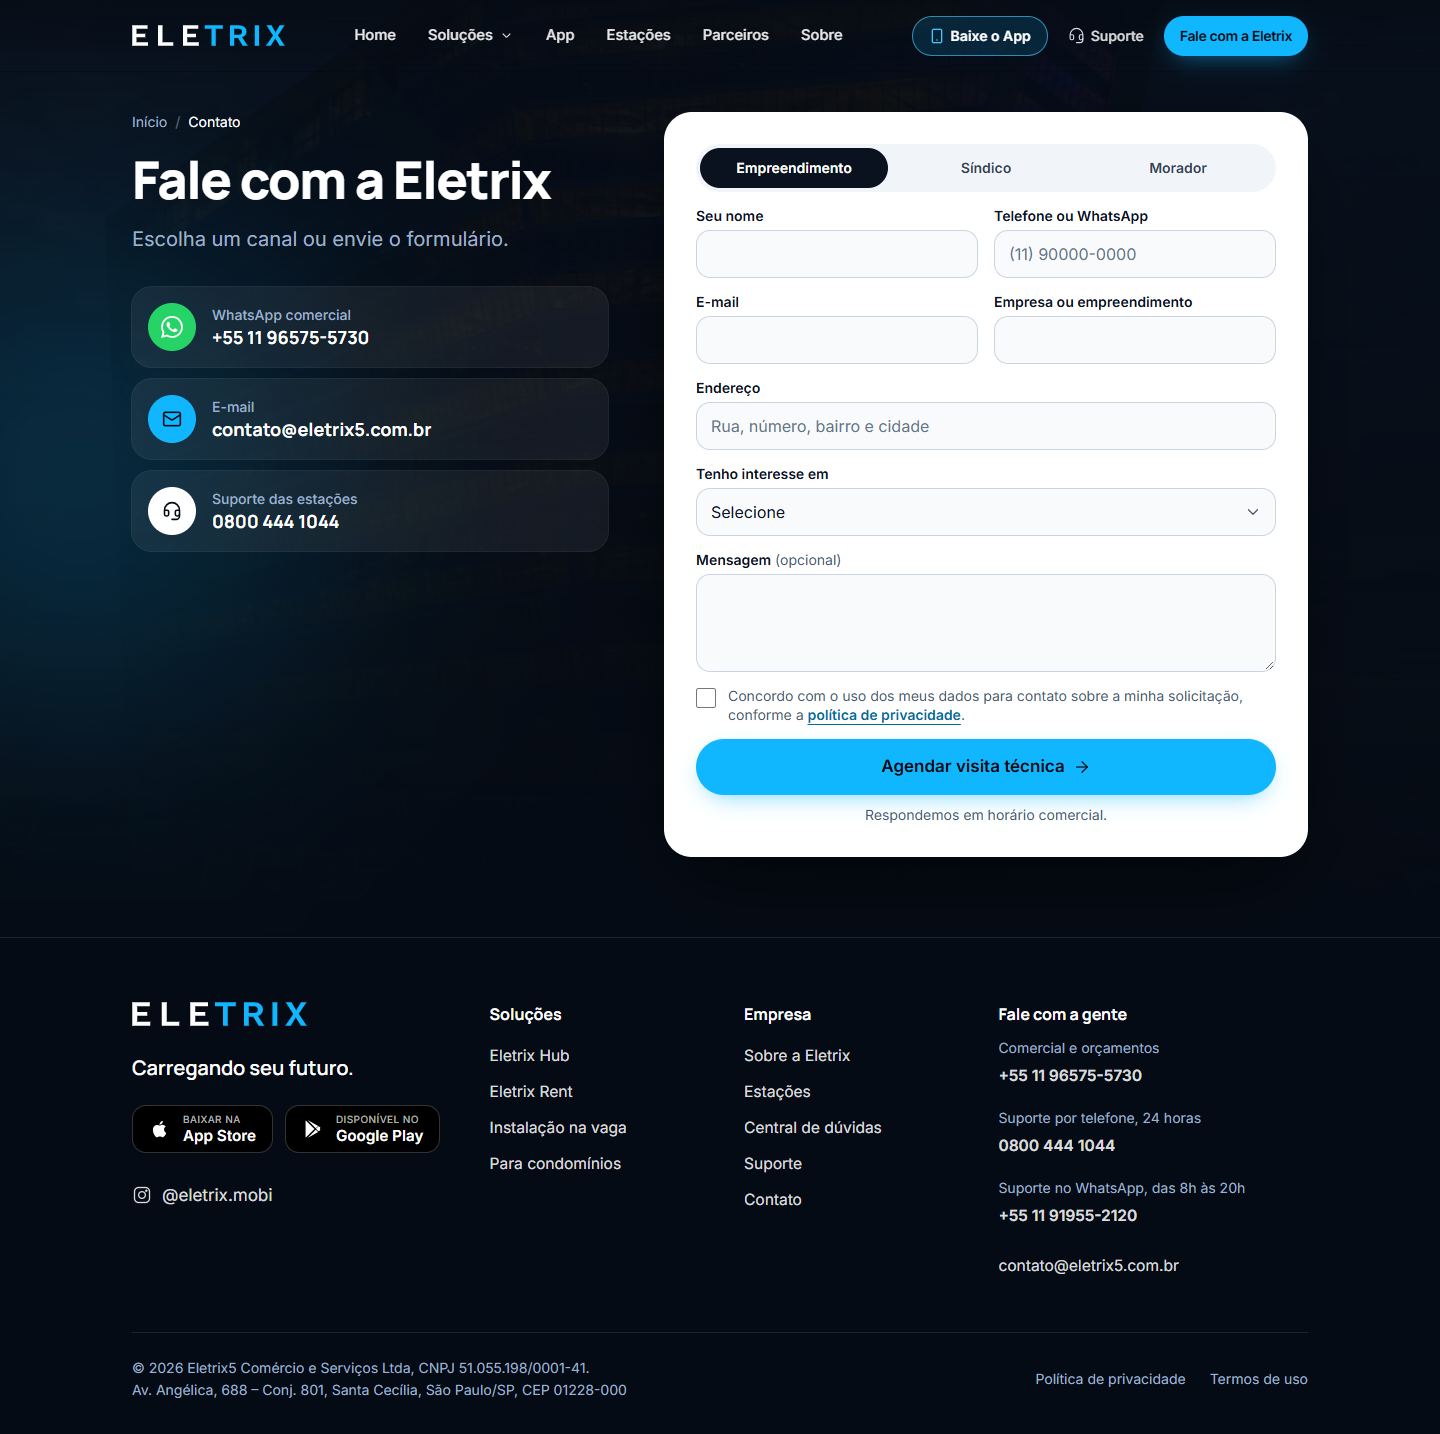 ELETRIX
Home
Soluções
App
Estações
Parceiros
Sobre
Baixe o App
Suporte
Fale com a Eletrix
Início / Contato
Fale com a Eletrix
Escolha um canal ou envie o formulário.
WhatsApp comercial
+55 11 96575-5730
E-mail
contato@eletrix5.com.br
Suporte das estações
0800 444 1044
Empreendimento
Síndico
Morador
Seu nome
Telefone ou WhatsApp
(11) 90000-0000
E-mail
Empresa ou empreendimento
Endereço
Rua, número, bairro e cidade
Tenho interesse em
Selecione
Mensagem (opcional)
Concordo com o uso dos meus dados para contato sobre a minha solicitação,
conforme a política de privacidade.
Agendar visita técnica
Respondemos em horário comercial.
ELETRIX
Carregando seu futuro.
BAIXAR NA
App Store
DISPONÍVEL NO
Google Play
@eletrix.mobi
Soluções
Eletrix Hub
Eletrix Rent
Instalação na vaga
Para condomínios
Empresa
Sobre a Eletrix
Estações
Central de dúvidas
Suporte
Contato
Fale com a gente
Comercial e orçamentos
+55 11 96575-5730
Suporte por telefone, 24 horas
0800 444 1044
Suporte no WhatsApp, das 8h às 20h
+55 11 91955-2120
contato@eletrix5.com.br
© 2026 Eletrix5 Comércio e Serviços Ltda, CNPJ 51.055.198/0001-41.
Av. Angélica, 688 – Conj. 801, Santa Cecília, São Paulo/SP, CEP 01228-000
Política de privacidade
Termos de uso